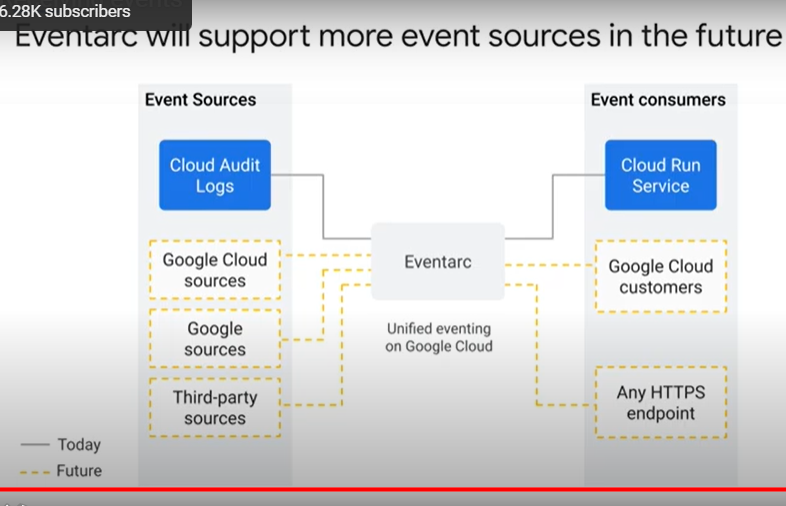 6.28K subscribers
Eventarc will support more event sources in the future
Event Sources
Event consumers
Cloud Audit
Logs
Cloud Run
Service
Google Cloud
sources
Eventarc
Google Cloud
customers
Google
sources
Unified eventing
on Google Cloud
Third-party
sources
Any HTTPS
endpoint
Today
Future